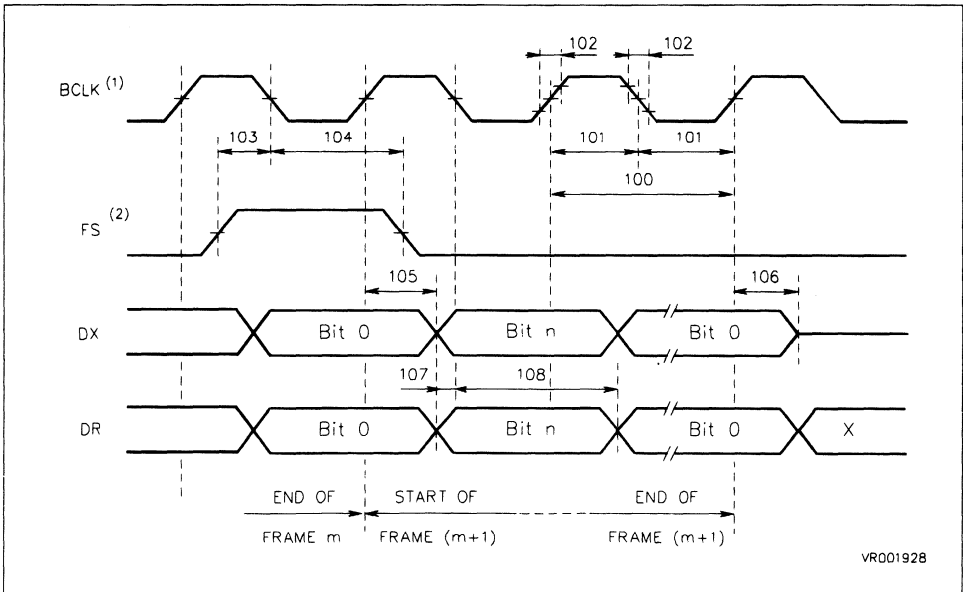 102 102
BCLK (1)
103 104 101 101
100
FS (2)
105 106
DX Bit 0 Bit n Bit 0
107 108
DR Bit 0 Bit n Bit 0 X
END OF START OF END OF
FRAME m FRAME (m+1) FRAME (m+1)
VR001928